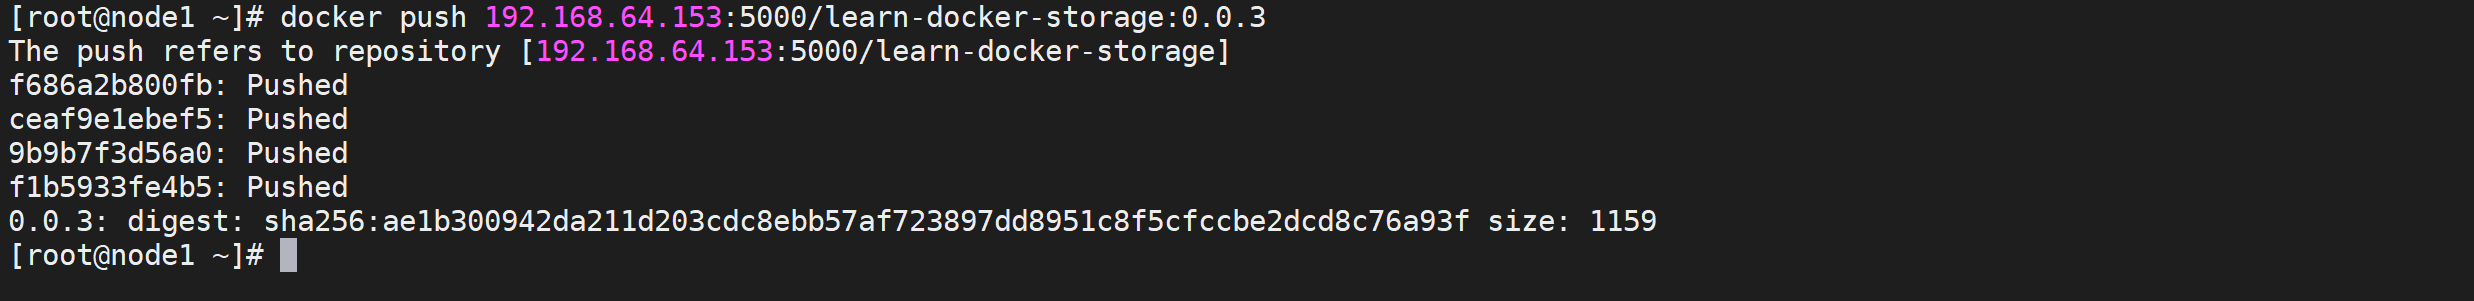 [root@node1 ~]# docker push 192.168.64.153:5000/learn-docker-storage:0.0.3
The push refers to repository [192.168.64.153:5000/learn-docker-storage]
f686a2b800fb: Pushed
ceaf9e1ebef5: Pushed
9b9b7f3d56a0: Pushed
f1b5933fe4b5: Pushed
0.0.3: digest: sha256:ae1b300942da211d203cdc8ebb57af723897dd8951c8f5cfccbe2dcd8c76a93f size: 1159
[root@node1 ~]#